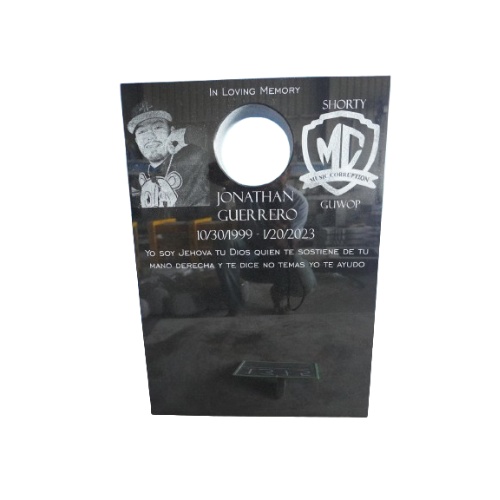 In Loving Memory
Shorty
MC
Music Corruption
Guwop
Jonathan
Guerrero
10/30/1999 - 1/20/2023
Yo soy Jehova tu Dios quien te sostiene de tu
mano derecha y te dice no temas yo te ayudo